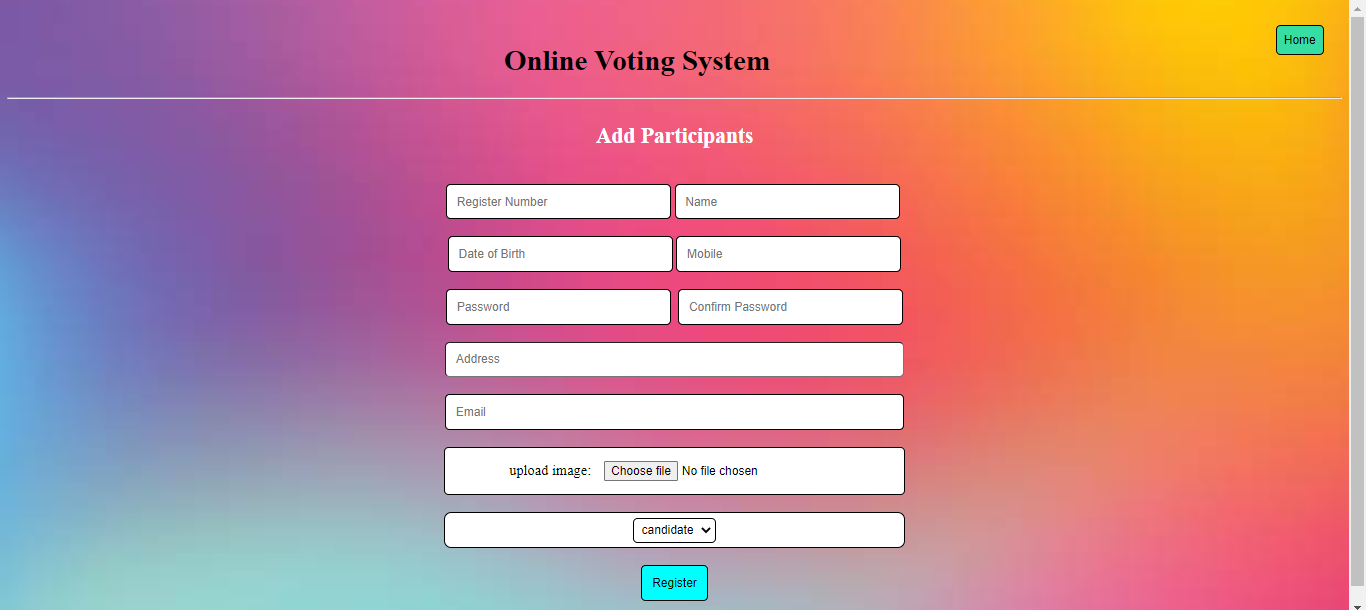 Home
Online Voting System
Add Participants
Register Number Name
Date of Birth Mobile
Password Confirm Password
Address
Email
upload image: Choose file No file chosen
candidate
Register